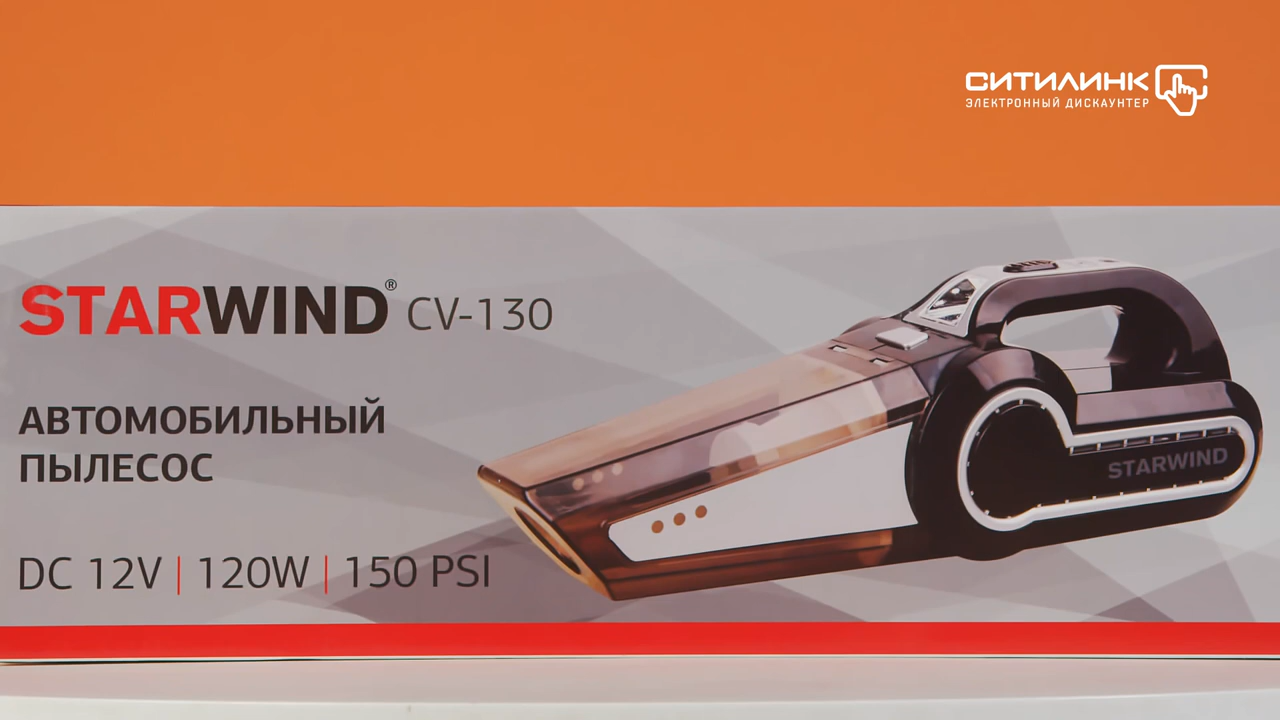 СИТИЛИНК
ЭЛЕКТРОННЫЙ ДИСКАУНТЕР
STARWIND® CV-130
АВТОМОБИЛЬНЫЙ
ПЫЛЕСОС
STARWIND
DC 12V | 120W | 150 PSI